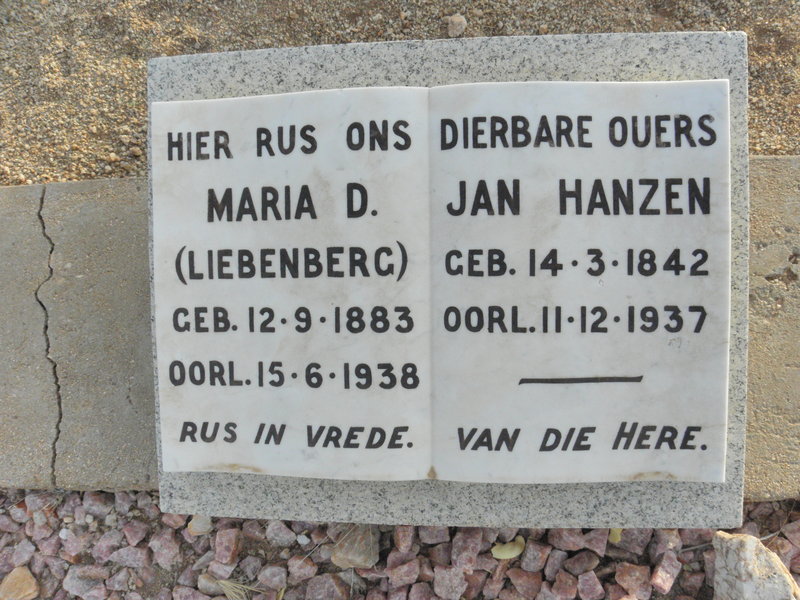 HIER RUS ONS DIERBARE OUERS
MARIA D.
(LIEBENBERG)
GEB. 12·9·1883
OORL. 15·6·1938
JAN HANZEN
GEB. 14·3·1842
OORL. 11·12·1937
RUS IN VREDE. VAN DIE HERE.